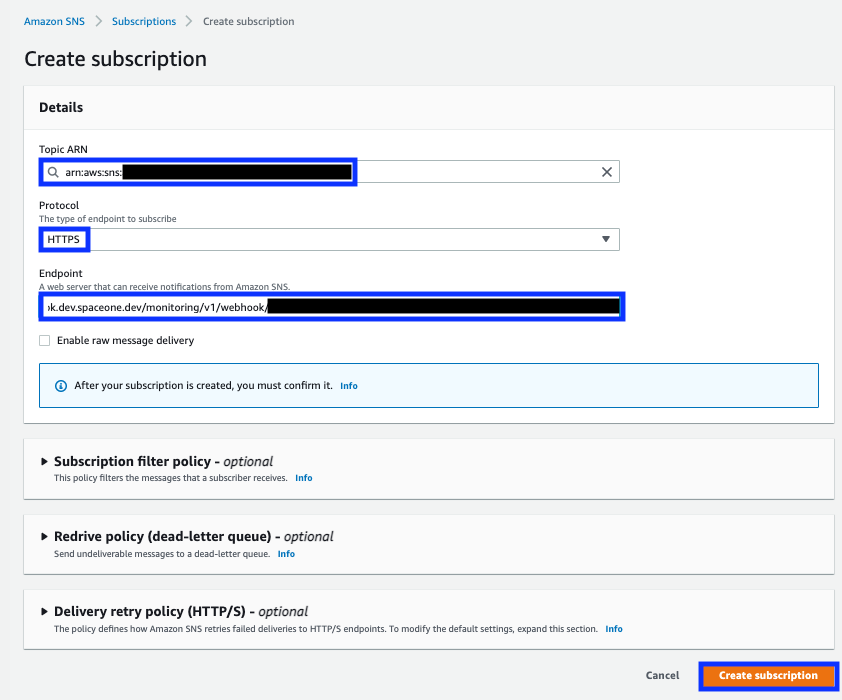 Amazon SNS > Subscriptions > Create subscription
Create subscription
Details
Topic ARN
arn:aws:sns:
Protocol
The type of endpoint to subscribe
HTTPS
Endpoint
A web server that can receive notifications from Amazon SNS.
k.dev.spaceone.dev/monitoring/v1/webhook/
Enable raw message delivery
After your subscription is created, you must confirm it. Info
Subscription filter policy - optional
This policy filters the messages that a subscriber receives. Info
Redrive policy (dead-letter queue) - optional
Send undeliverable messages to a dead-letter queue. Info
Delivery retry policy (HTTP/S) - optional
The policy defines how Amazon SNS retries failed deliveries to HTTP/S endpoints. To modify the default settings, expand this section. Info
Cancel Create subscription